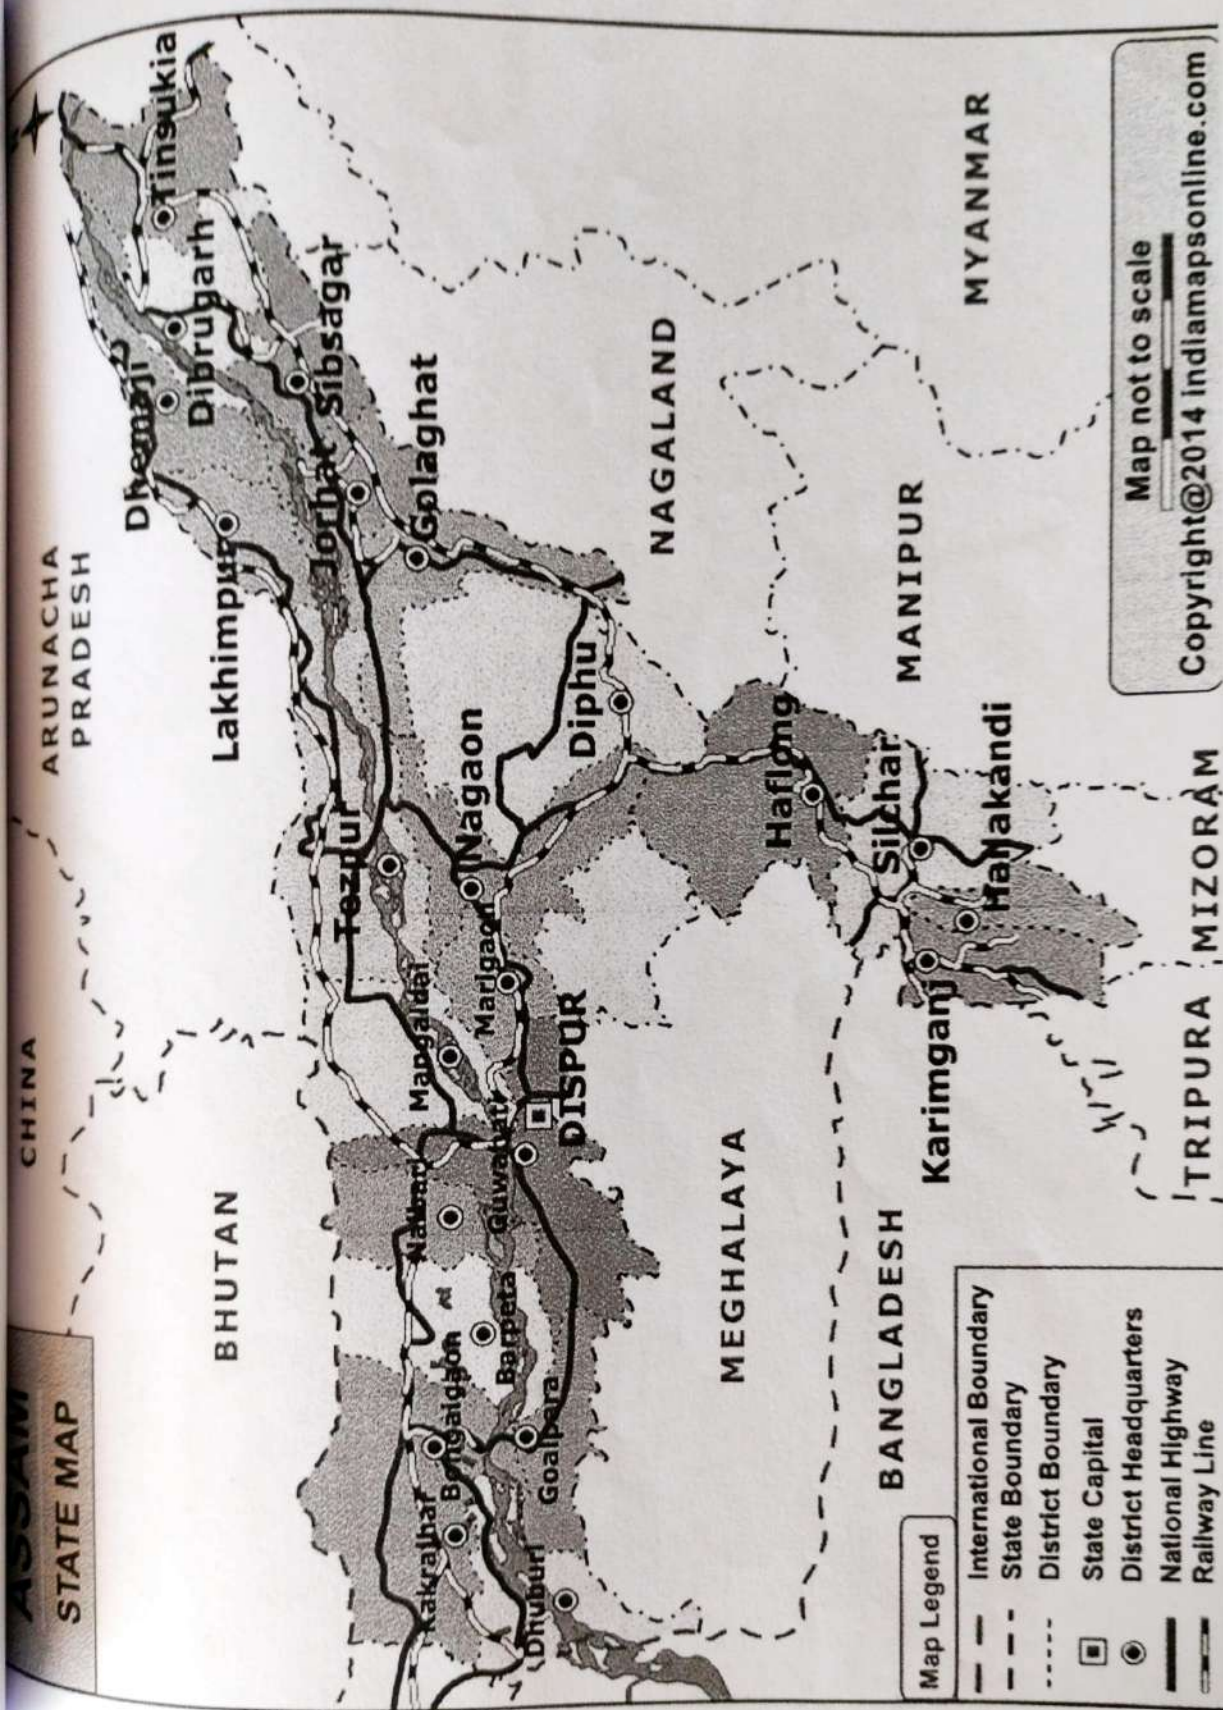 ASSAM
STATE MAP
CHINA
ARUNACHA
PRADESH
BHUTAN
Tinsukia
Dibrugarh
Dhemaji
Sibsagar
Lakhimpur
Jorhat
Golaghat
NAGALAND
MYANMAR
Tezpur
Nagaon
Diphu
MANIPUR
Mangaldai
Marigaon
Haflong
Silchar
Hailakandi
Karimganj
DISPUR
Nalbari
Guwahati
Barpeta
Bongaigaon
Goalpara
Kakrajhar
Dhuburi
MEGHALAYA
BANGLADESH
TRIPURA
MIZORAM
Map Legend
International Boundary
State Boundary
District Boundary
State Capital
District Headquarters
National Highway
Railway Line
Map not to scale
Copyright@2014 indiamapsonline.com